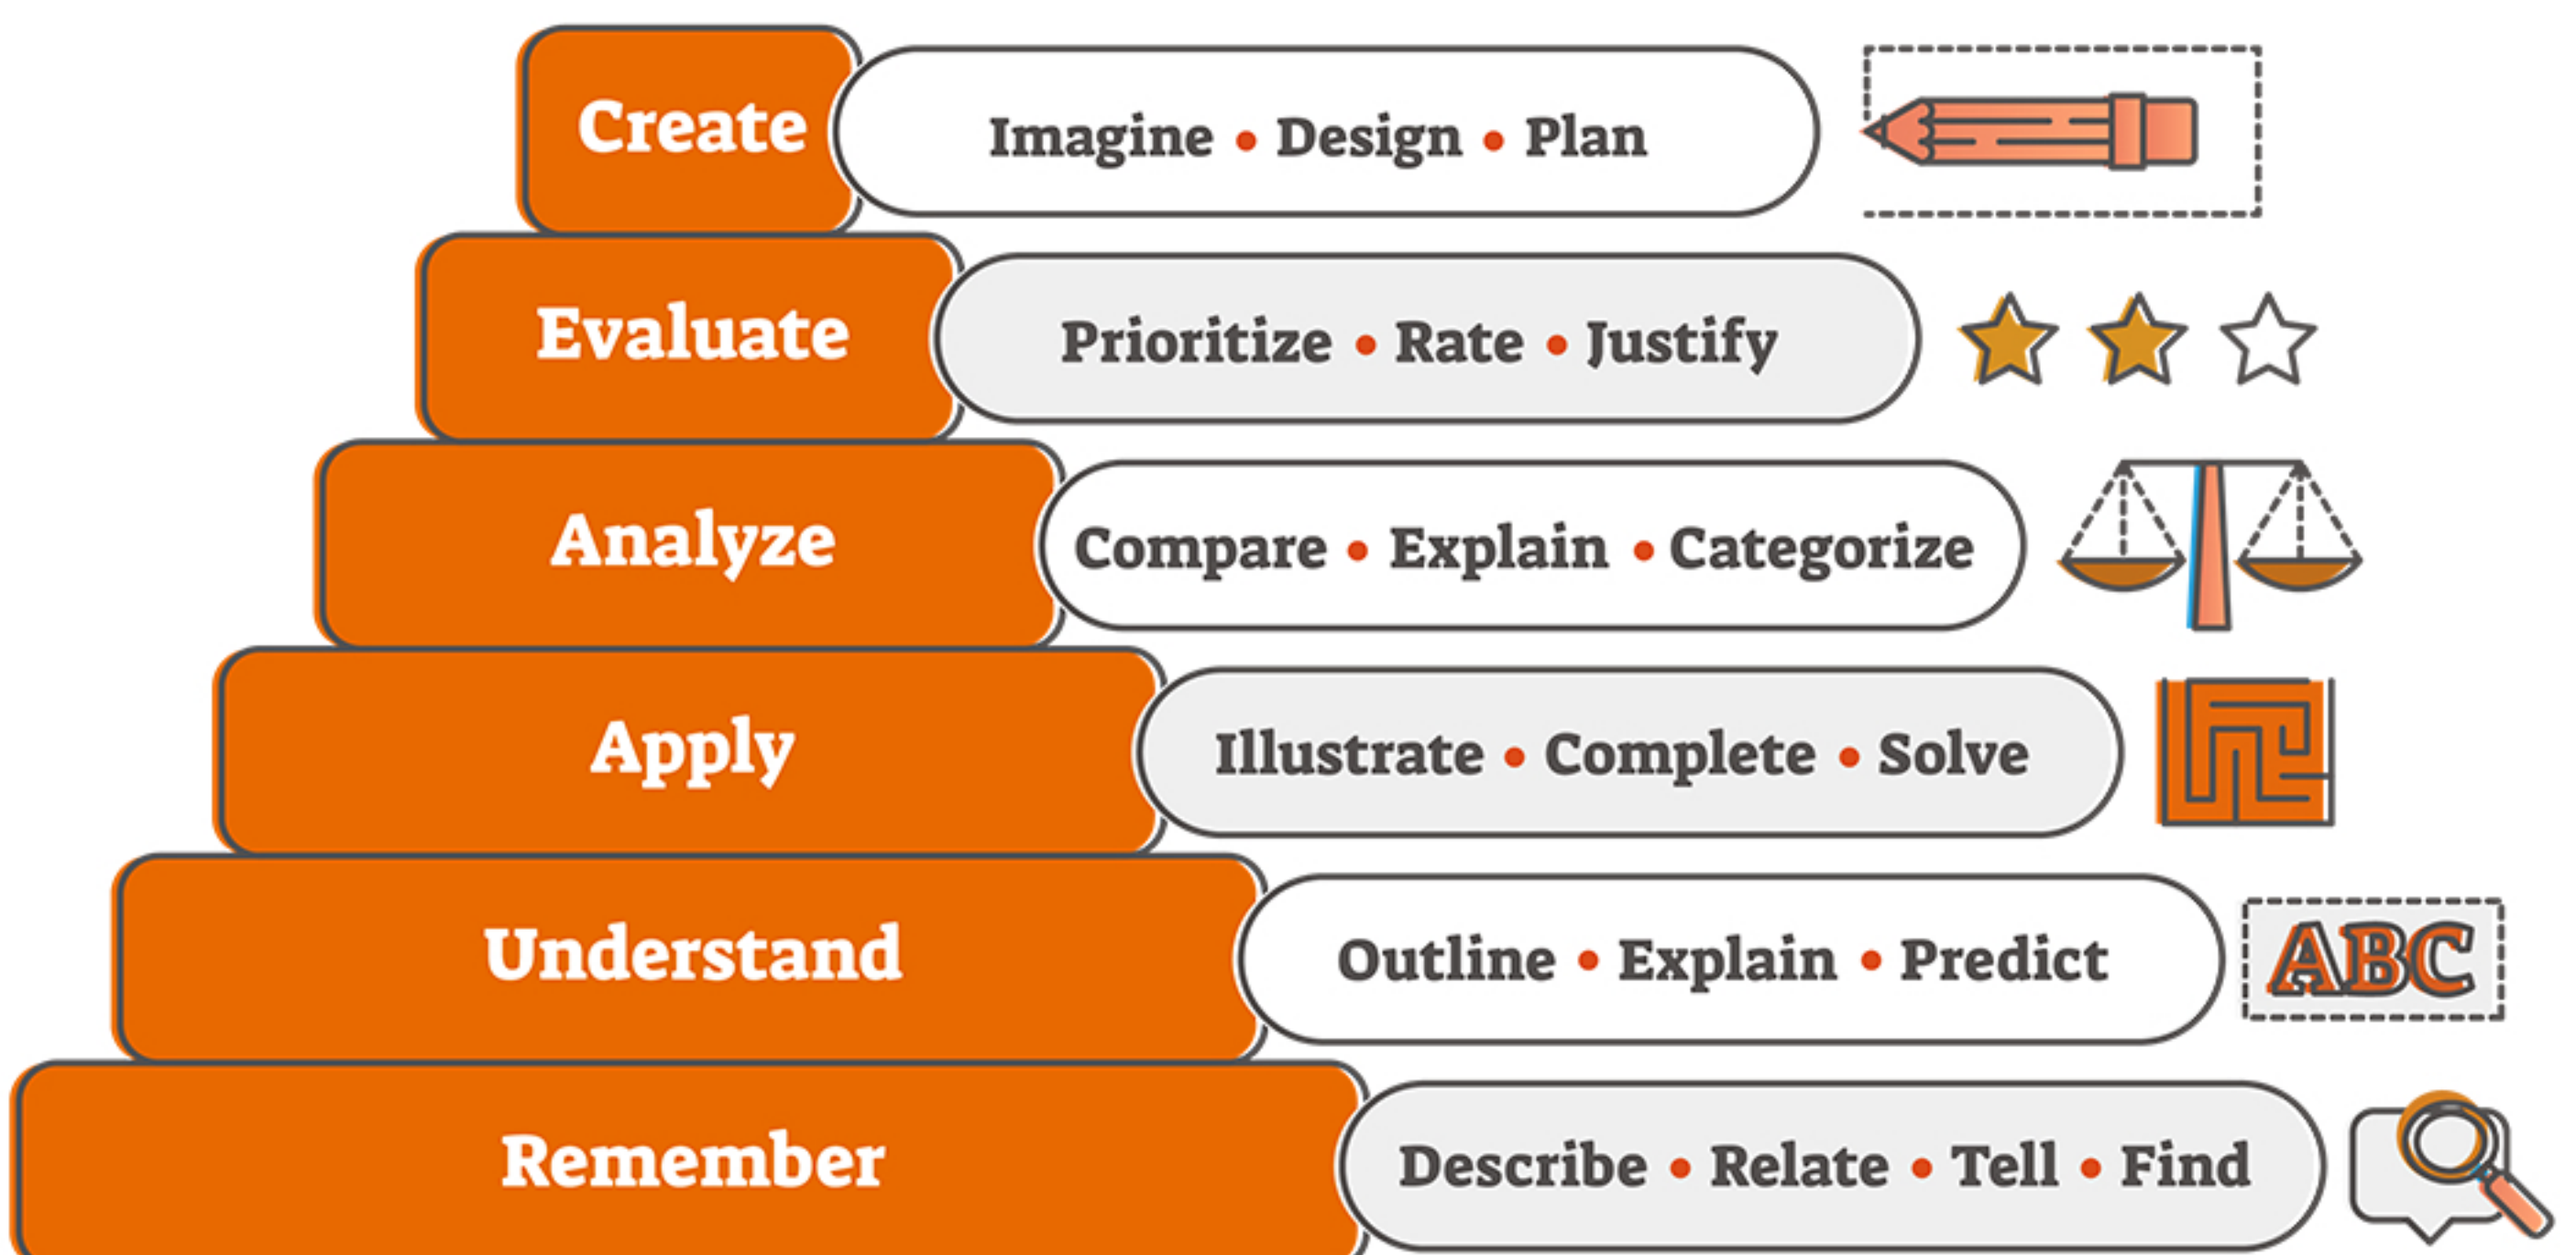 Create
Imagine • Design • Plan
Evaluate
Prioritize • Rate • Justify
Analyze
Compare • Explain • Categorize
Apply
Illustrate • Complete • Solve
Understand
Outline • Explain • Predict
ABC
Remember
Describe • Relate • Tell • Find